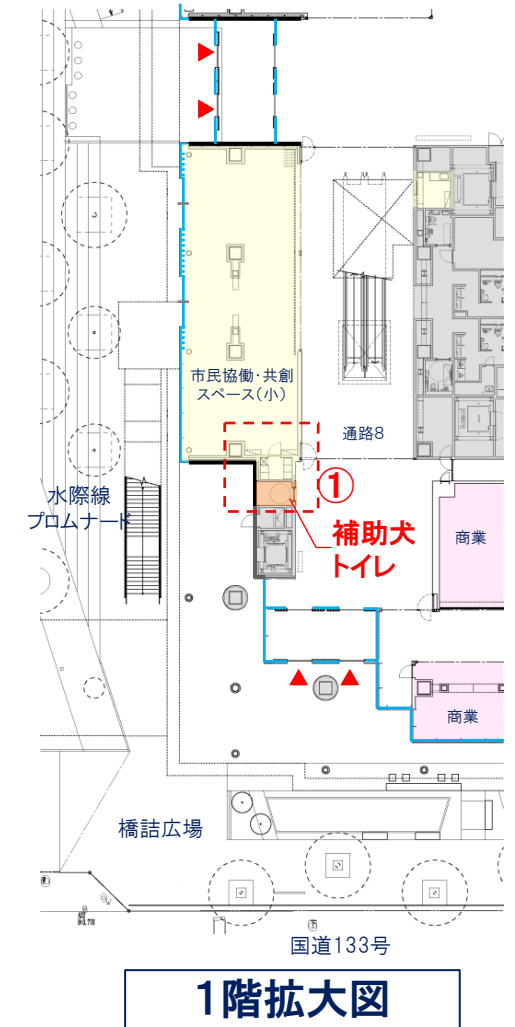 市民協働・共創
スペース(小)
通路8
①
水際線
プロムナード
補助犬
トイレ
商業
商業
橋詰広場
国道133号
1階拡大図